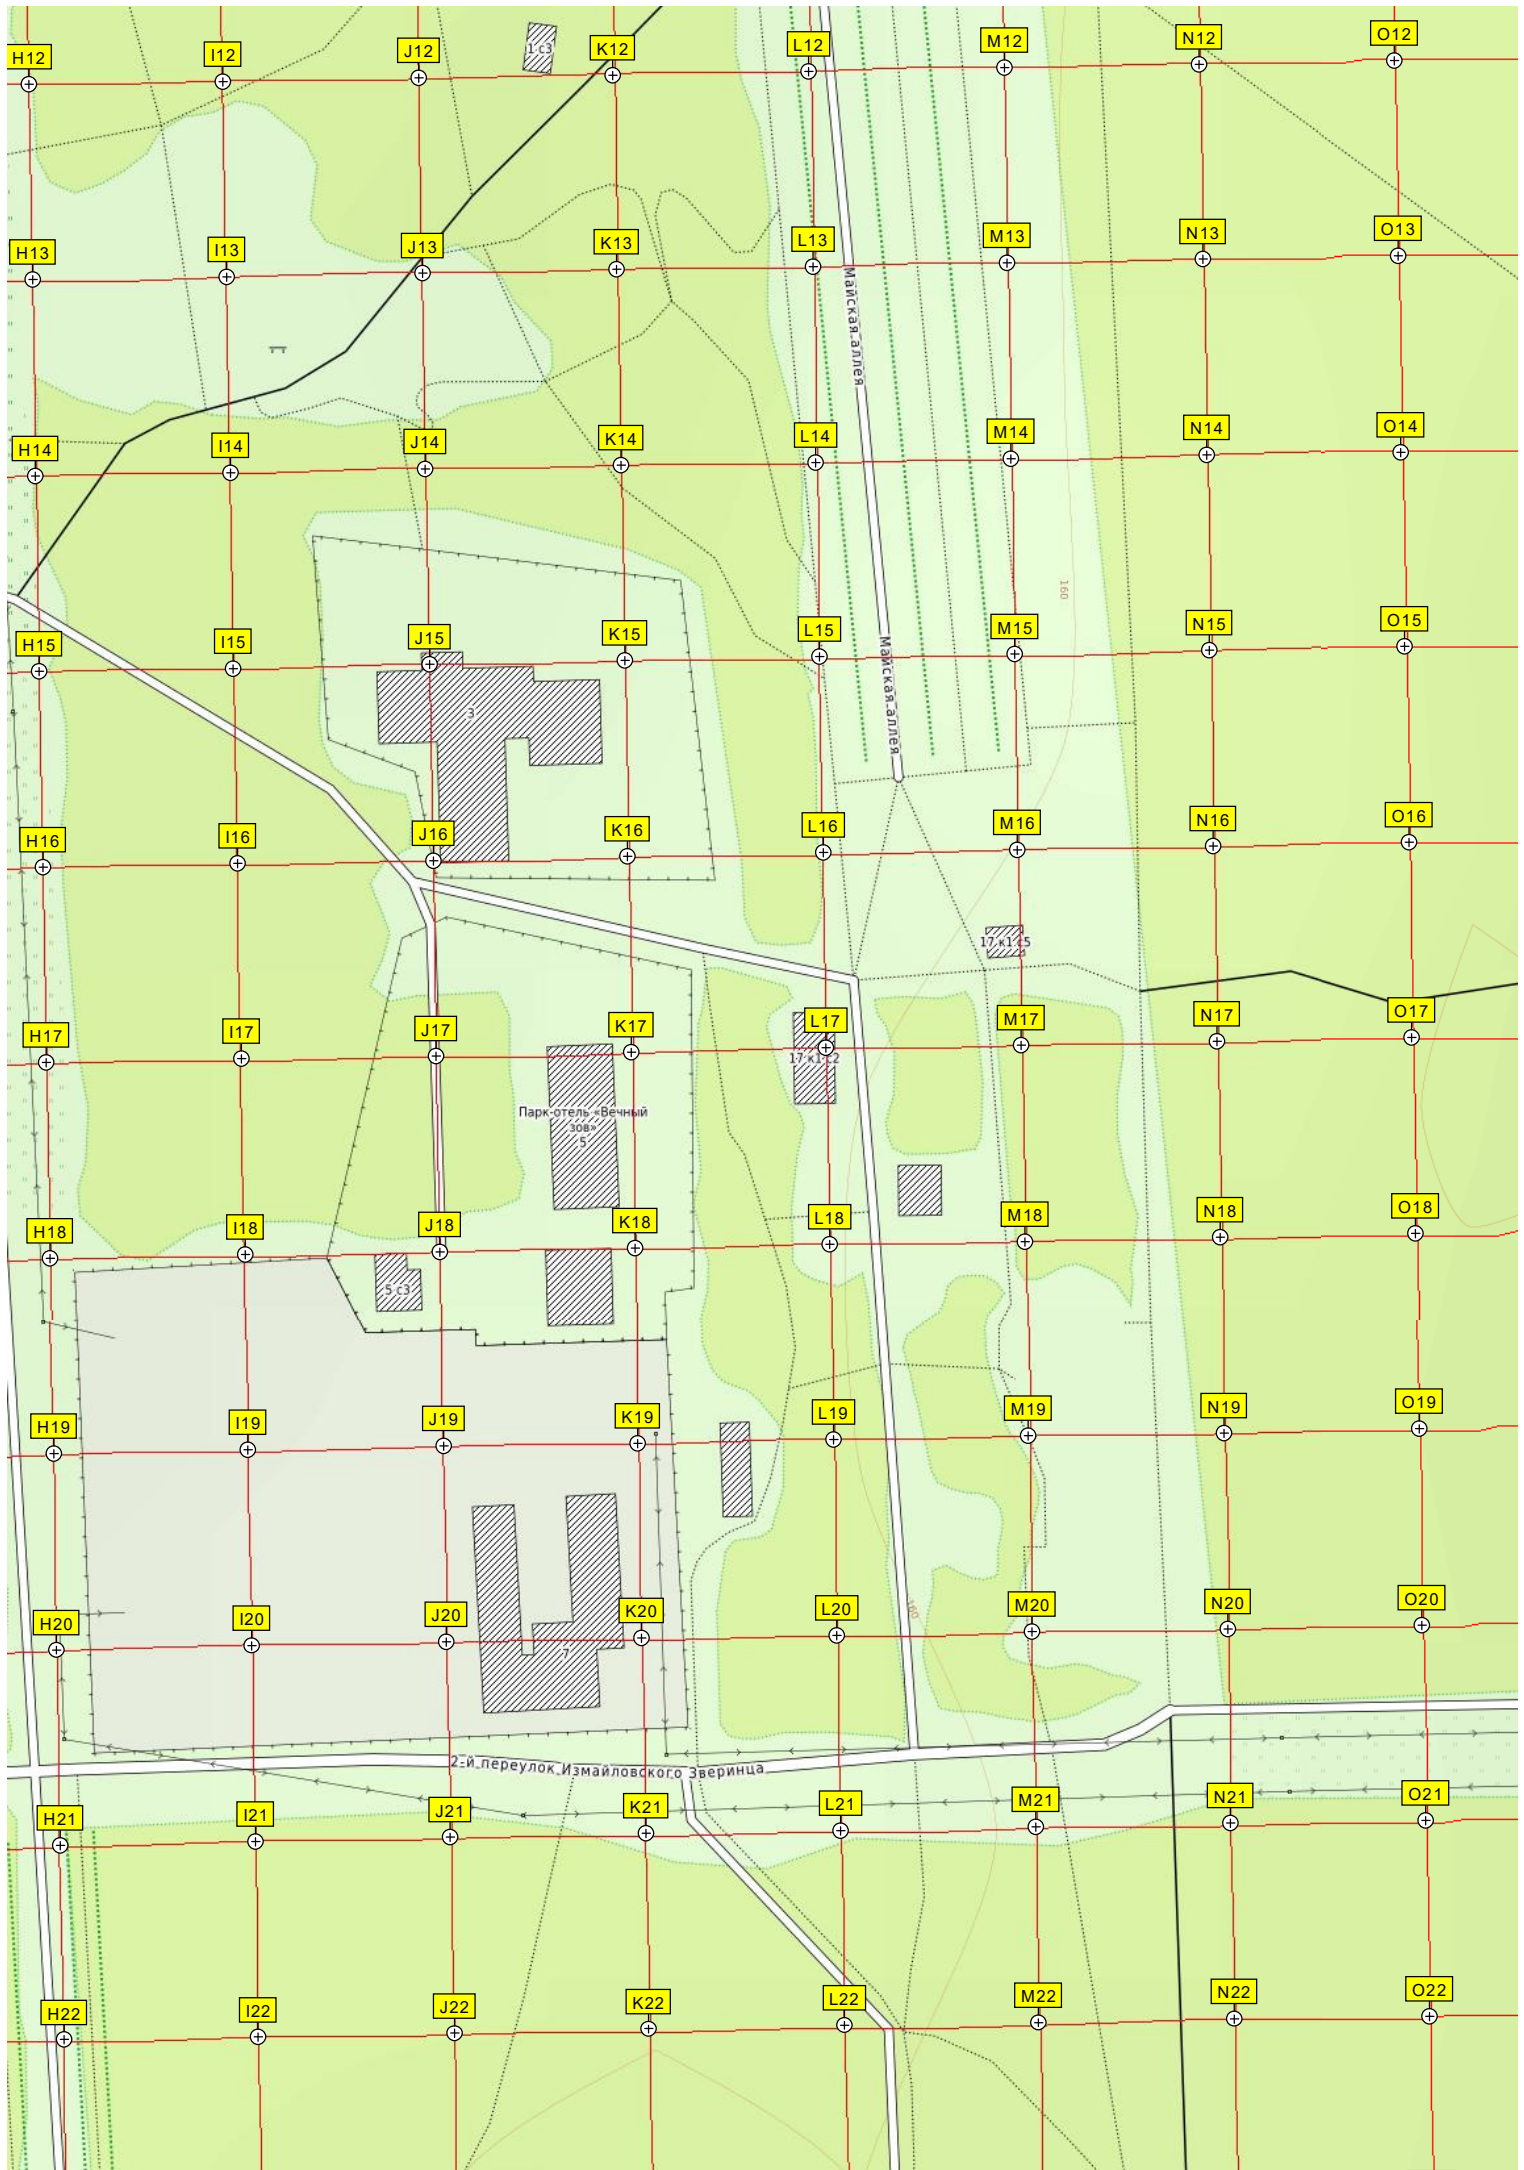 H12 I12 J12 1 с3 K12 L12 M12 N12 O12
H13 I13 J13 K13 L13 M13 N13 O13
Майская аллея
H14 I14 J14 K14 L14 M14 N14 O14
160
H15 I15 J15 K15 L15 M15 N15 O15
3
Майская аллея
H16 I16 J16 K16 L16 M16 N16 O16
17 к1 с5
H17 I17 J17 K17 L17 M17 N17 O17
17 к1 с2
Парк-отель «Вечный
зов»
5
H18 I18 J18 K18 L18 M18 N18 O18
5 с3
H19 I19 J19 K19 L19 M19 N19 O19
160
H20 I20 J20 K20 L20 M20 N20 O20
7
2-й переулок Измайловского Зверинца
H21 I21 J21 K21 L21 M21 N21 O21
H22 I22 J22 K22 L22 M22 N22 O22